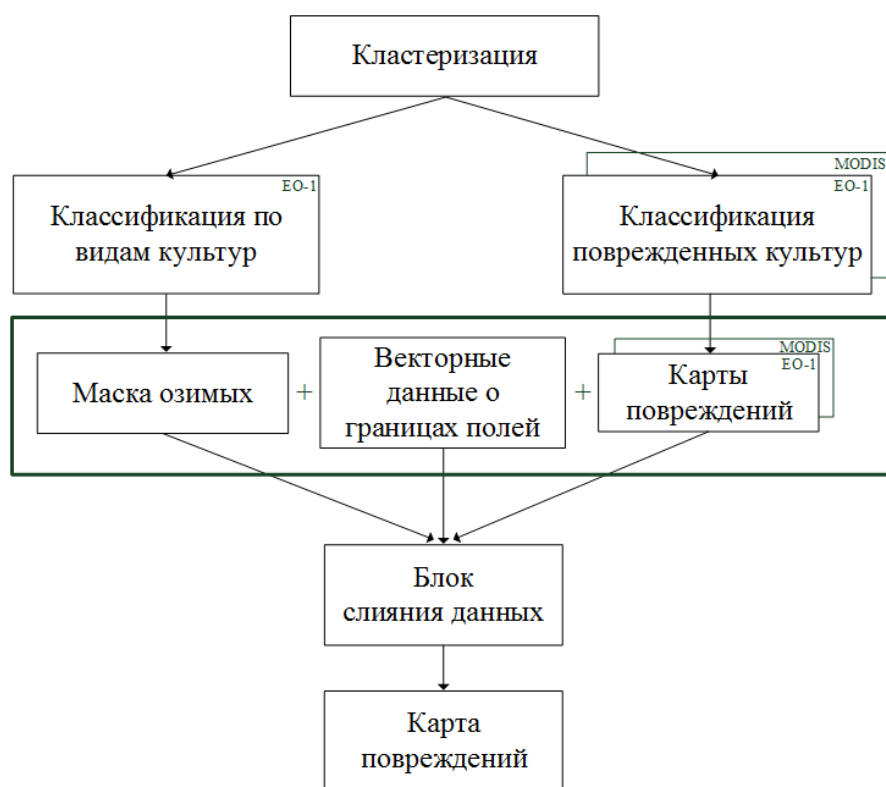 Кластеризация
EO-1
Классификация по
видам культур
MODIS
EO-1
Классификация
поврежденных культур
Маска озимых
+
Векторные
данные о
границах полей
+
MODIS
EO-1
Карты
повреждений
Блок
слияния данных
Карта
повреждений